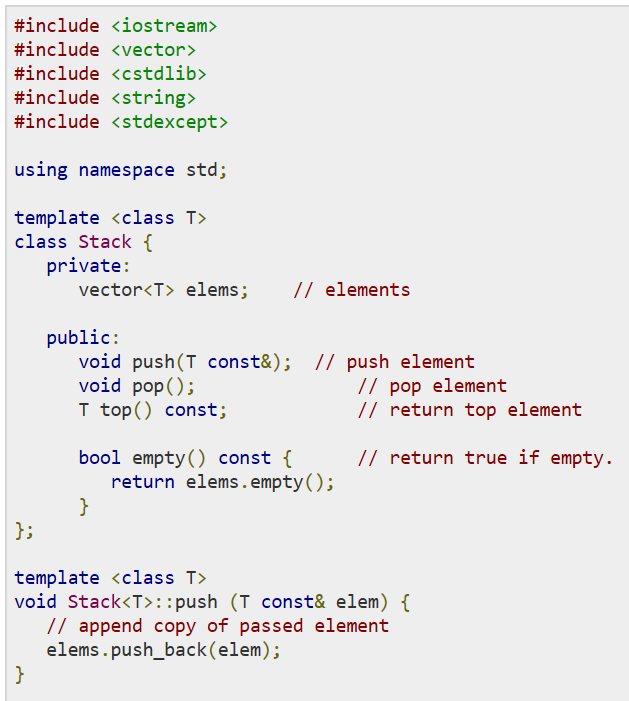 #include <iostream>
#include <vector>
#include <cstdlib>
#include <string>
#include <stdexcept>

using namespace std;

template <class T>
class Stack {
   private:
      vector<T> elems;    // elements

   public:
      void push(T const&);  // push element
      void pop();               // pop element
      T top() const;            // return top element

      bool empty() const {      // return true if empty.
         return elems.empty();
      }
};

template <class T>
void Stack<T>::push (T const& elem) {
   // append copy of passed element
   elems.push_back(elem);
}